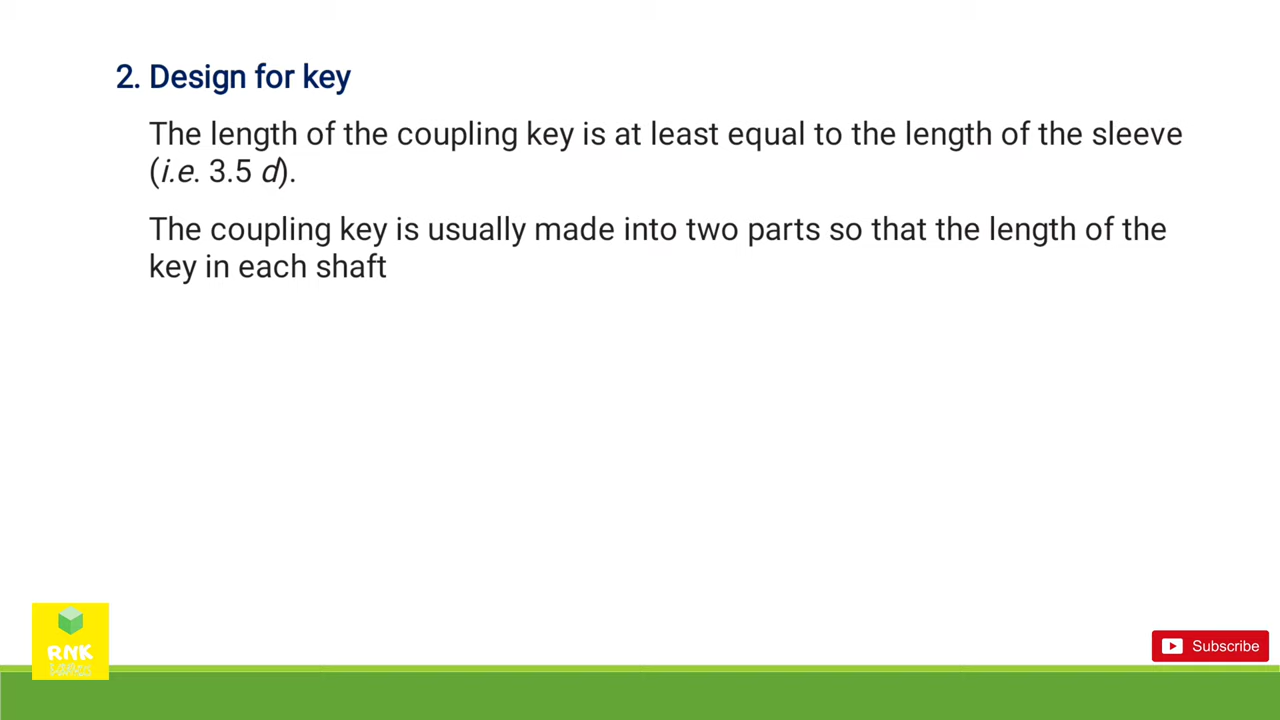 2. Design for key
The length of the coupling key is at least equal to the length of the sleeve
(i.e. 3.5 d).
The coupling key is usually made into two parts so that the length of the
key in each shaft
RNK
Subscribe